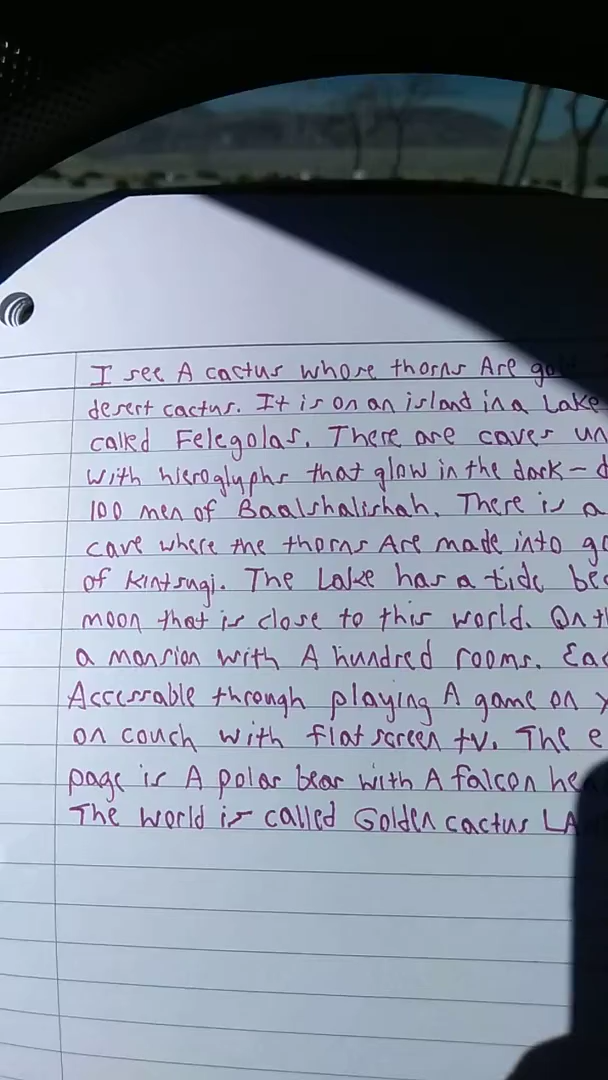 I see A cactus whose thorns Are
desert cactus. It is on an island in a Lake
called Felegolas. There are caves
with hieroglyphs that glow in the dark –
100 men of Baalshalishah. There is a
cave where the thorns Are made into
of Kintsugi. The Lake has a tide
moon that is close to this world. On
a mansion with A hundred rooms.
Accessable through playing A game on
on couch with flat screen tv. The
page is A polar bear with A falcon
The world is called Golden cactus